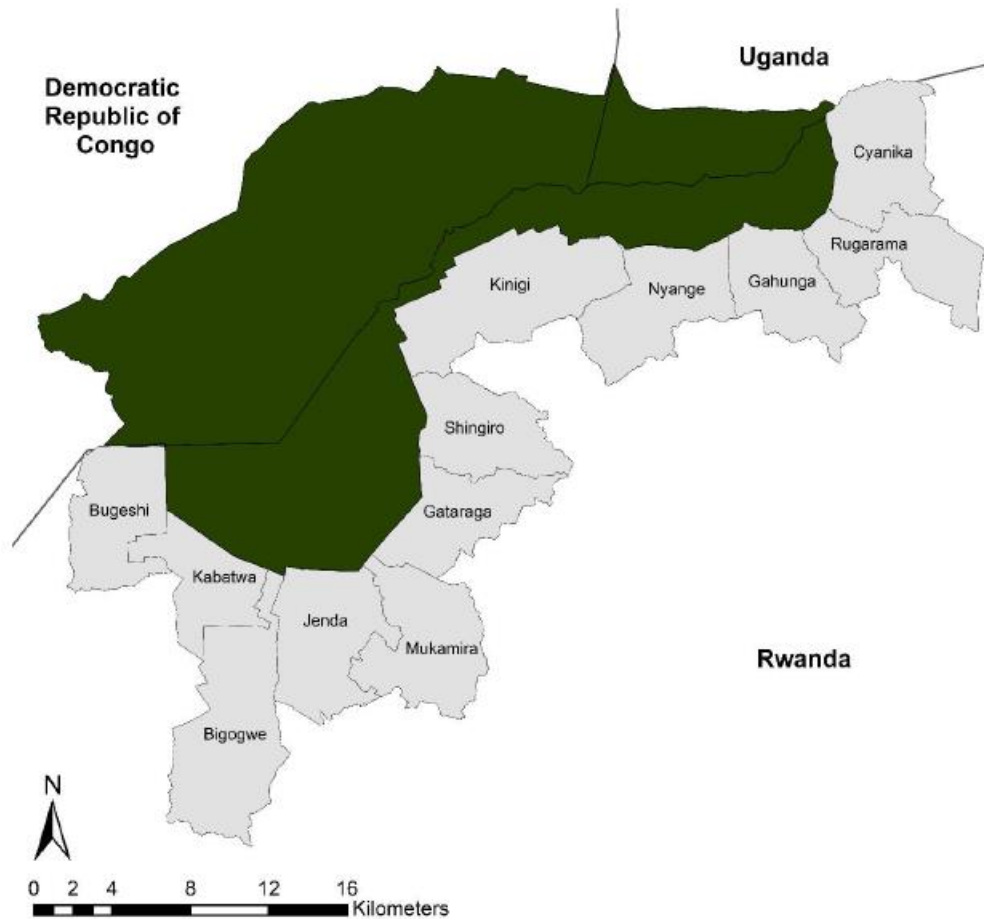 Uganda
Democratic
Republic of
Congo
Cyanika
Rugarama
Kinigi
Nyange
Gahunga
Shingiro
Bugeshi
Gataraga
Kabatwa
Jenda
Mukamira
Rwanda
Bigogwe
N
0 2 4 8 12 16
Kilometers